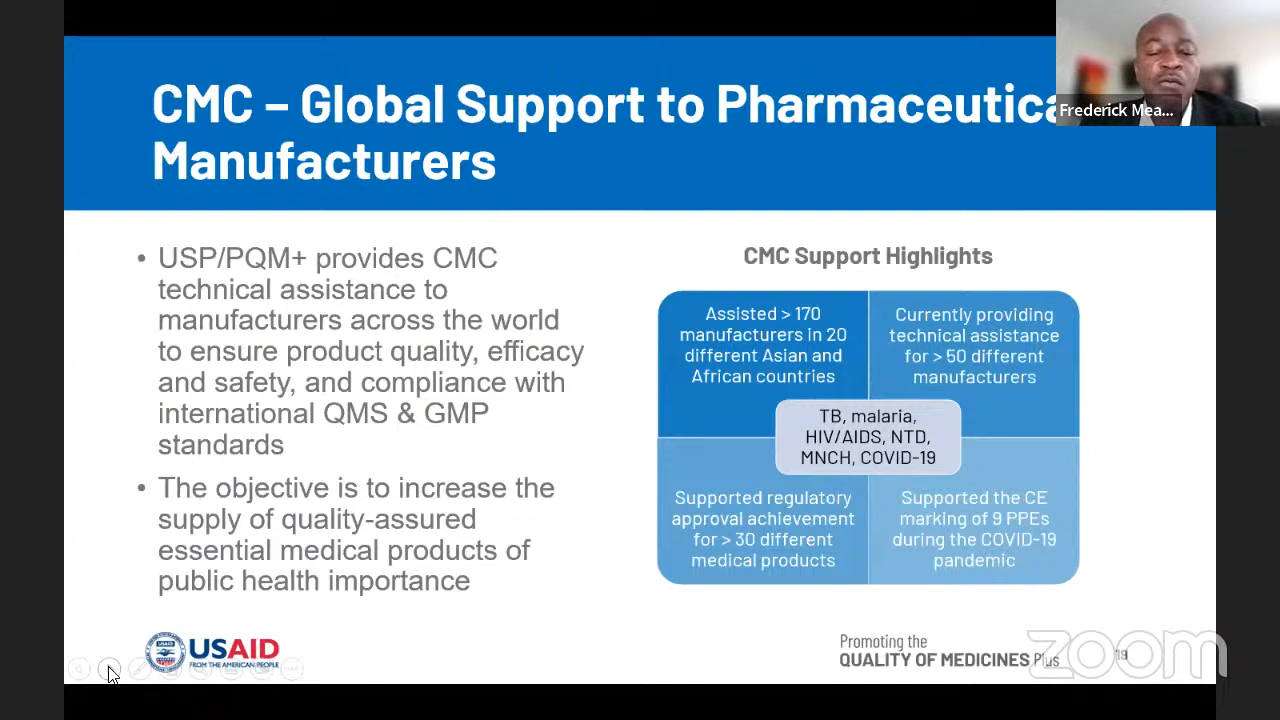 CMC – Global Support to Pharmaceutica
Manufacturers
Frederick Mea...
• USP/PQM+ provides CMC
technical assistance to
manufacturers across the world
to ensure product quality, efficacy
and safety, and compliance with
international QMS & GMP
standards
• The objective is to increase the
supply of quality-assured
essential medical products of
public health importance
CMC Support Highlights
Assisted > 170
manufacturers in 20
different Asian and
African countries
Currently providing
technical assistance
for > 50 different
manufacturers
TB, malaria,
HIV/AIDS, NTD,
MNCH, COVID-19
Supported regulatory
approval achievement
for > 30 different
medical products
Supported the CE
marking of 9 PPEs
during the COVID-19
pandemic
USAID
FROM THE AMERICAN PEOPLE
Promoting the
QUALITY OF MEDICINES Plus
19
zoom